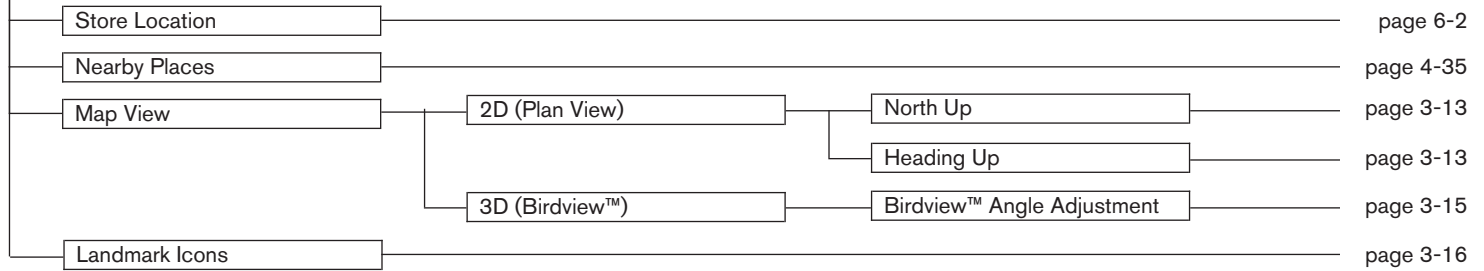 Store Location page 6-2
Nearby Places page 4-35
Map View 2D (Plan View) North Up page 3-13
Heading Up page 3-13
3D (Birdview™) Birdview™ Angle Adjustment page 3-15
Landmark Icons page 3-16